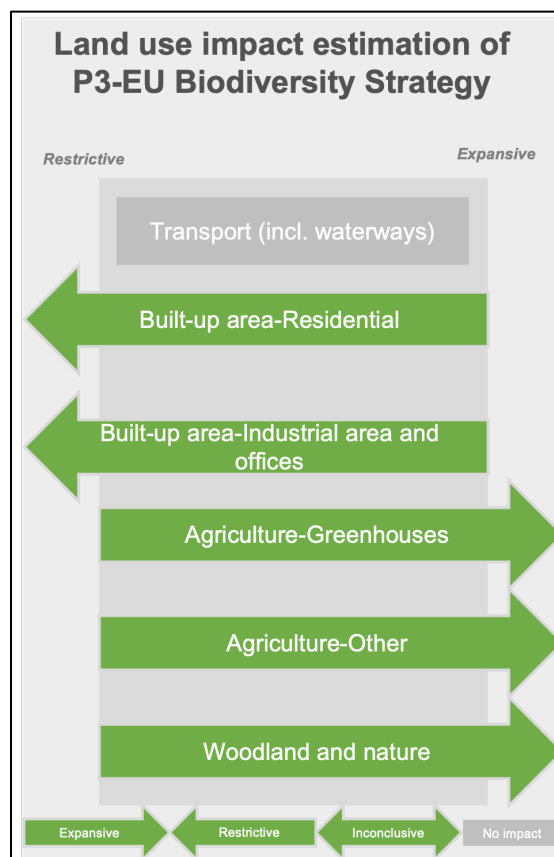 Land use impact estimation of
P3-EU Biodiversity Strategy
Restrictive
Expansive
Transport (incl. waterways)
Built-up area-Residential
Built-up area-Industrial area and
offices
Agriculture-Greenhouses
Agriculture-Other
Woodland and nature
Expansive
Restrictive
Inconclusive
No impact